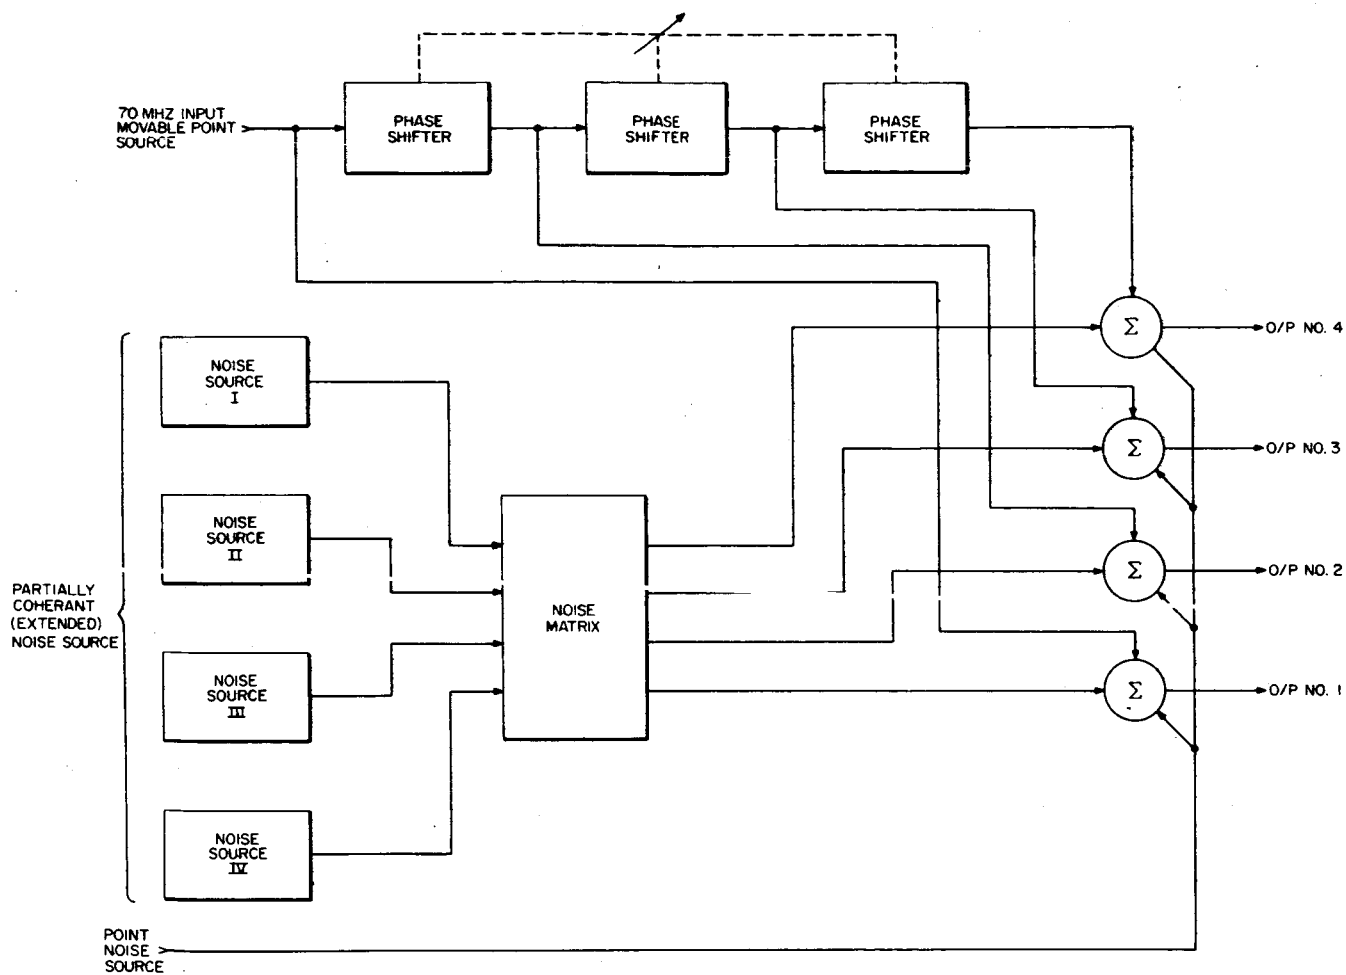 70 MHZ INPUT
MOVABLE POINT
SOURCE
PHASE
SHIFTER
PHASE
SHIFTER
PHASE
SHIFTER
Σ
O/P NO. 4
NOISE
SOURCE
I
Σ
O/P NO. 3
NOISE
SOURCE
II
Σ
O/P NO. 2
PARTIALLY
COHERANT
(EXTENDED)
NOISE SOURCE
NOISE
MATRIX
NOISE
SOURCE
III
Σ
O/P NO. 1
NOISE
SOURCE
IV
POINT
NOISE
SOURCE